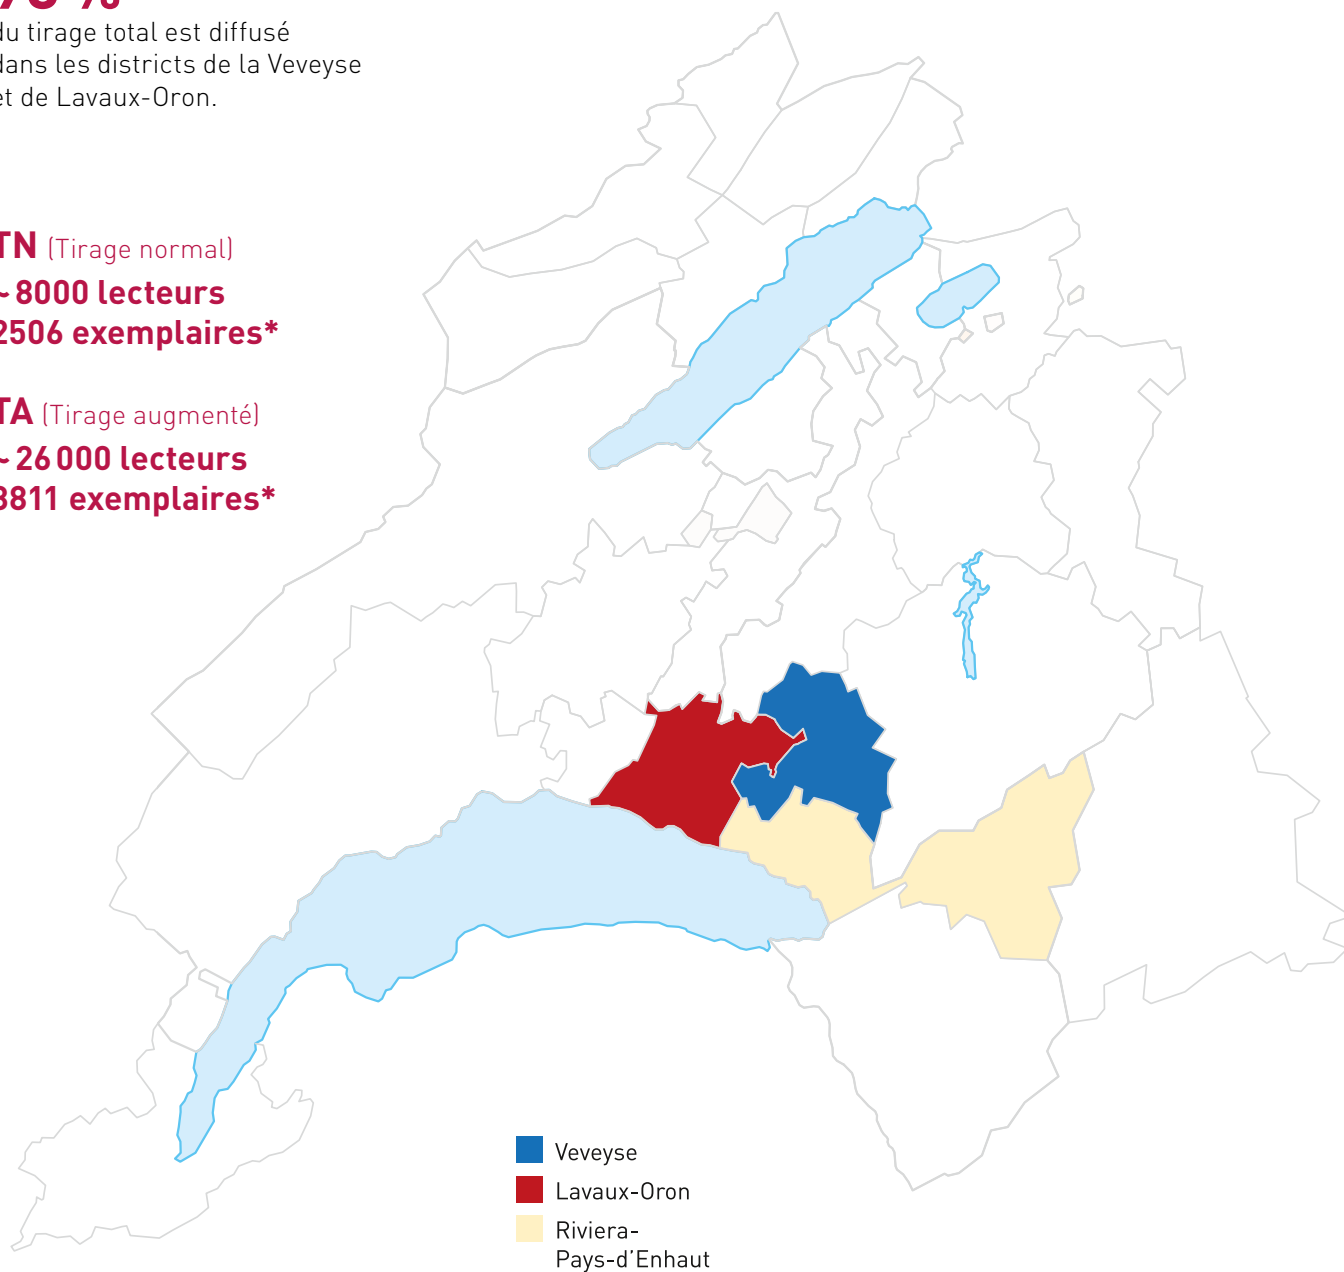 du tirage total est diffusé
dans les districts de la Veveyse
et de Lavaux-Oron.
TN (Tirage normal)
~ 8000 lecteurs
2506 exemplaires*
TA (Tirage augmenté)
~ 26 000 lecteurs
8811 exemplaires*
Veveyse
Lavaux-Oron
Riviera-
Pays-d'Enhaut